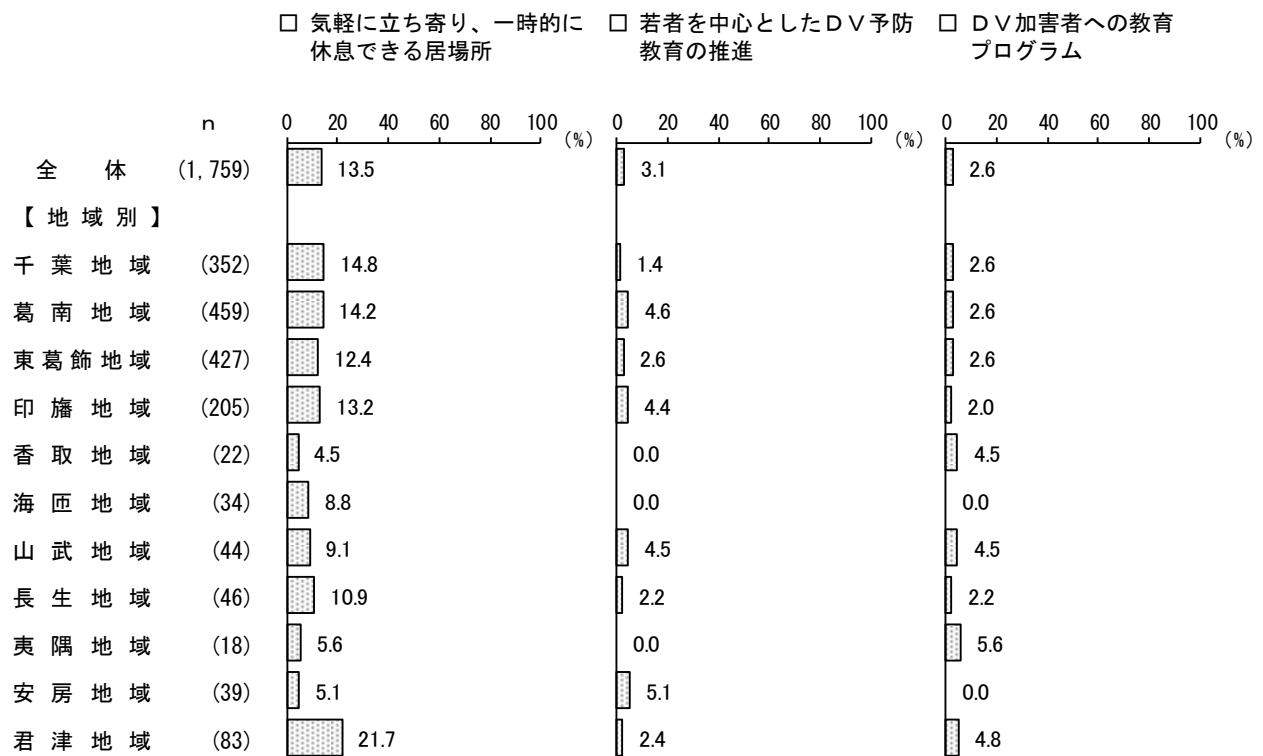 □ 気軽に立ち寄り、一時的に休息できる居場所
□ 若者を中心としたＤＶ予防教育の推進
□ ＤＶ加害者への教育プログラム
n 0 20 40 60 80 100 (%) 0 20 40 60 80 100 (%) 0 20 40 60 80 100 (%)
全体 (1,759) 13.5 3.1 2.6
【地域別】
千葉地域 (352) 14.8 1.4 2.6
葛南地域 (459) 14.2 4.6 2.6
東葛飾地域 (427) 12.4 2.6 2.6
印旛地域 (205) 13.2 4.4 2.0
香取地域 (22) 4.5 0.0 4.5
海匝地域 (34) 8.8 0.0 0.0
山武地域 (44) 9.1 4.5 4.5
長生地域 (46) 10.9 2.2 2.2
夷隅地域 (18) 5.6 0.0 5.6
安房地域 (39) 5.1 5.1 0.0
君津地域 (83) 21.7 2.4 4.8